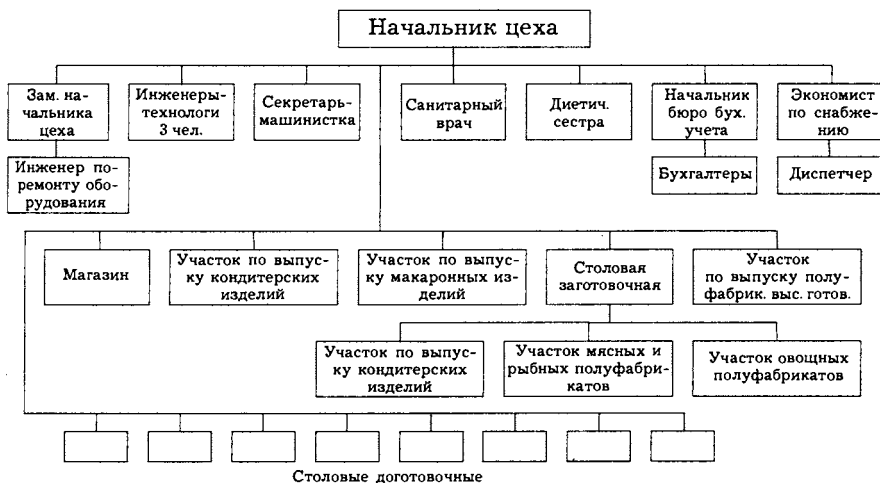 Начальник цеха
Зам. на-
чальника
цеха
Инженеры-
технологи
3 чел.
Секретарь-
машинистка
Санитарный
врач
Диетич.
сестра
Начальник
бюро бух.
учета
Экономист
по снабже-
нию
Инженер по-
ремонту обо-
рудования
Бухгалтеры
Диспетчер
Магазин
Участок по выпус-
ку кондитерских
изделий
Участок по выпус-
ку макаронных из-
делий
Столовая
заготовочная
Участок
по выпуску полу-
фабрик. выс. готов.
Участок по выпус-
ку кондитерских
изделий
Участок мясных и
рыбных полуфабри-
катов
Участок овощных
полуфабрикатов
Столовые доготовочные